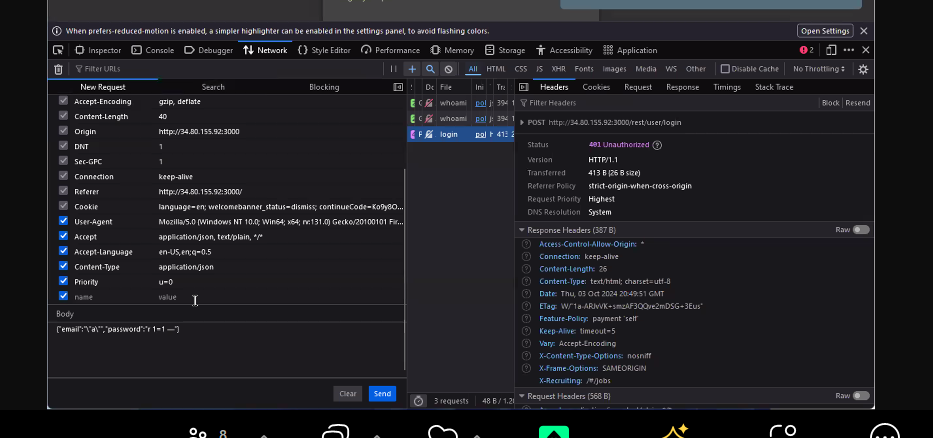 When prefers-reduced-motion is enabled, a simpler highlighter can be enabled in the settings panel, to avoid flashing colors. Open Settings
Inspector Console Debugger Network Style Editor Performance Memory Storage Accessibility Application 2
Filter URLs All HTML CSS JS XHR Fonts Images Media WS Other Disable Cache No Throttling
New Request Search Blocking
Accept-Encoding gzip, deflate
Content-Length 40
Origin http://34.80.155.92:3000
DNT 1
Sec-GPC 1
Connection keep-alive
Referer http://34.80.155.92:3000/
Cookie language=en; welcomebanner_status=dismiss; continueCode=Ko9y8O...
User-Agent Mozilla/5.0 (Windows NT 10.0; Win64; x64; rv:131.0) Gecko/20100101 Fir...
Accept application/json, text/plain, */*
Accept-Language en-US,en;q=0.5
Content-Type application/json
Priority u=0
name value
Body
{"email":"\"a\"","password":"r 1=1 —"}
Clear Send
File Ini
whoami pol 394
whoami pol 394
login pol 413
3 requests 48 B
Headers Cookies Request Response Timings Stack Trace
Filter Headers Block Resend
POST http://34.80.155.92:3000/rest/user/login
Status 401 Unauthorized
Version HTTP/1.1
Transferred 413 B (26 B size)
Referrer Policy strict-origin-when-cross-origin
Request Priority Highest
DNS Resolution System
Response Headers (387 B) Raw
Access-Control-Allow-Origin: *
Connection: keep-alive
Content-Length: 26
Content-Type: text/html; charset=utf-8
Date: Thu, 03 Oct 2024 20:49:51 GMT
ETag: W/"1a-ARJvVK+smzAF3QQve2mDSG+3Eus"
Feature-Policy: payment 'self'
Keep-Alive: timeout=5
Vary: Accept-Encoding
X-Content-Type-Options: nosniff
X-Frame-Options: SAMEORIGIN
X-Recruiting: /#/jobs
Request Headers (568 B) Raw
8